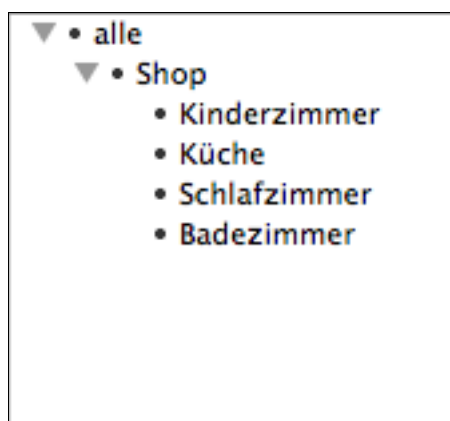 • alle
• Shop
• Kinderzimmer
• Küche
• Schlafzimmer
• Badezimmer